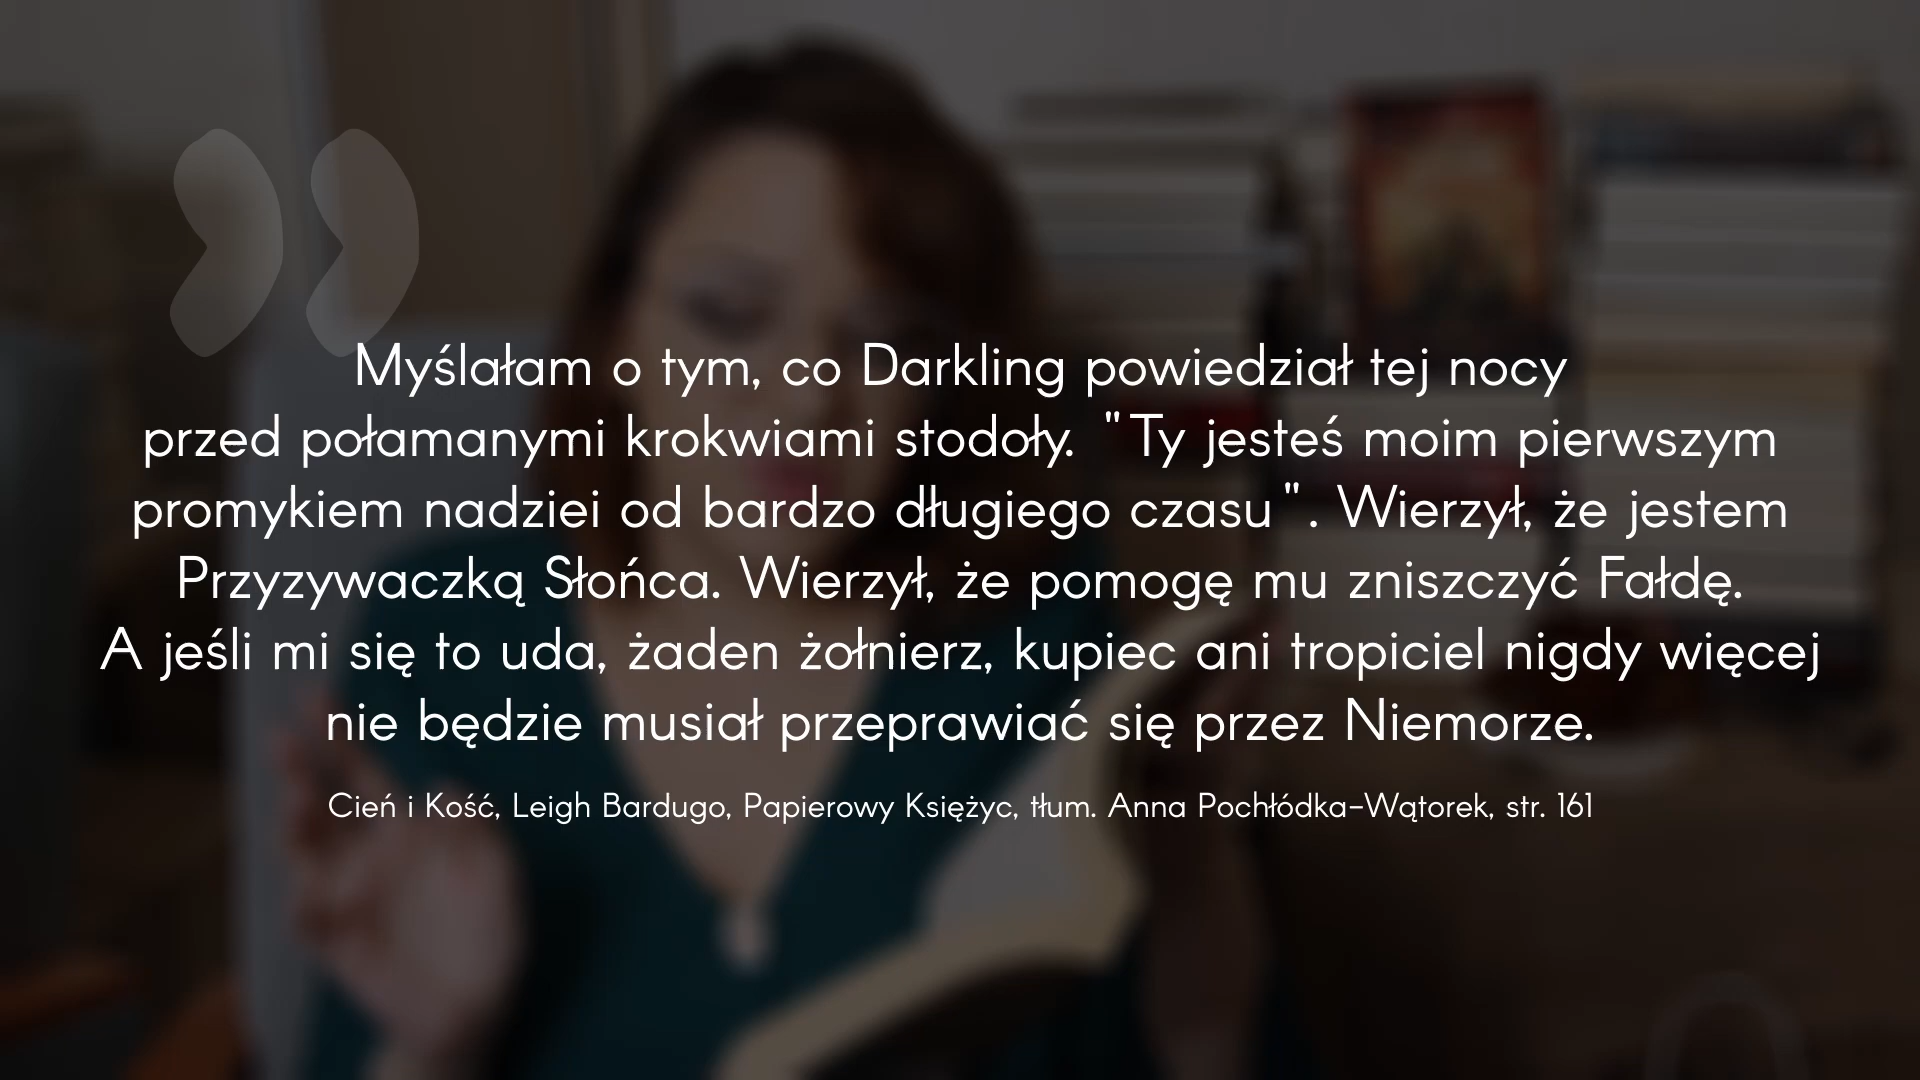 Myślałam o tym, co Darkling powiedział tej nocy
przed połamanymi krokwiami stodoły. "Ty jesteś moim pierwszym
promykiem nadziei od bardzo długiego czasu". Wierzył, że jestem
Przyzywaczką Słońca. Wierzył, że pomogę mu zniszczyć Fałdę.
A jeśli mi się to uda, żaden żołnierz, kupiec ani tropiciel nigdy więcej
nie będzie musiał przeprawiać się przez Niemorze.
Cień i Kość, Leigh Bardugo, Papierowy Księżyc, tłum. Anna Pochłódka-Wątorek, str. 161